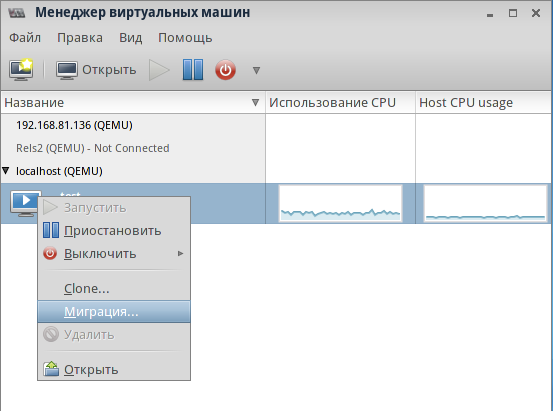 Менеджер виртуальных машин
Файл Правка Вид Помощь
Открыть
Название Использование CPU Host CPU usage
192.168.81.136 (QEMU)
Rels2 (QEMU) - Not Connected
localhost (QEMU)
Запустить
Приостановить
Выключить
Clone...
Миграция...
Удалить
Открыть